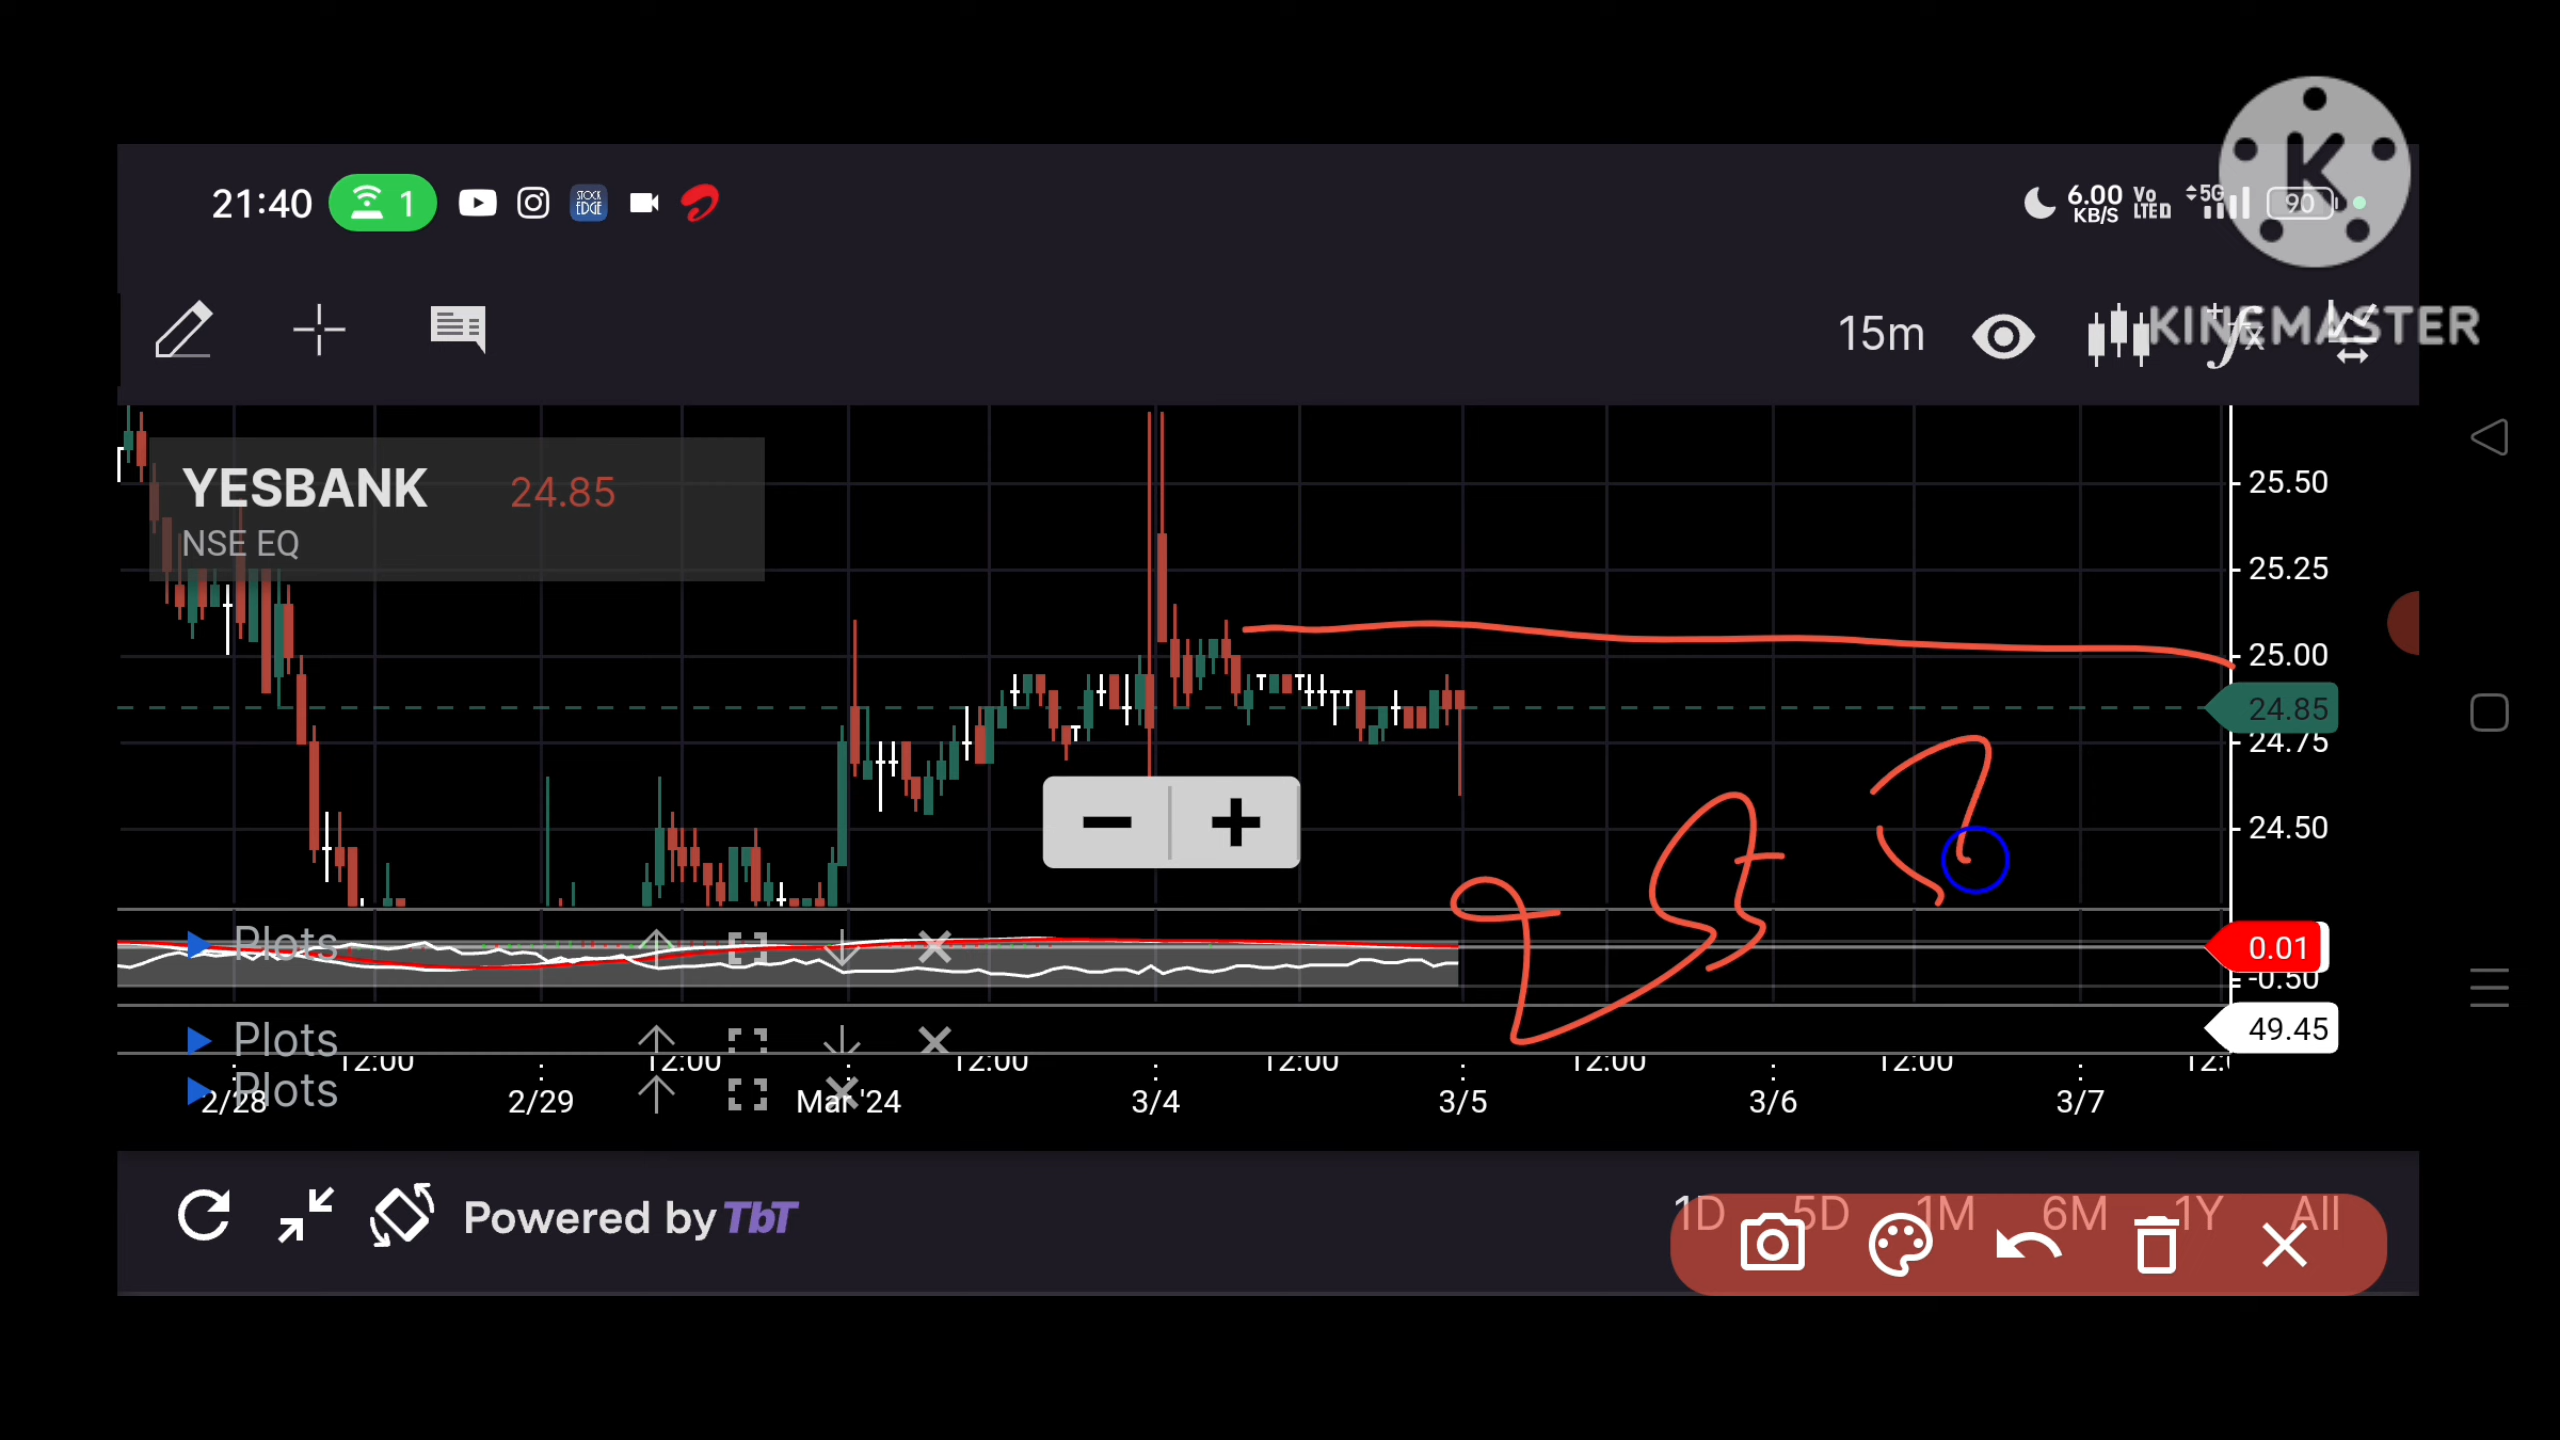 21:40 1 STOCK EDGE 6.00 KB/S Vo LTED 5G 90
K
15m KINEMASTER
YESBANK 24.85
NSE EQ
25.50
25.25
25.00
24.85
24.75
24.50
Plots
0.01
-0.50
Plots
49.45
12:00 12:00 12:00 12:00 12:00 12:00
Plots
2/28 2/29 Mar '24 3/4 3/5 3/6 3/7
Powered by TbT 1D 5D 1M 6M 1Y All